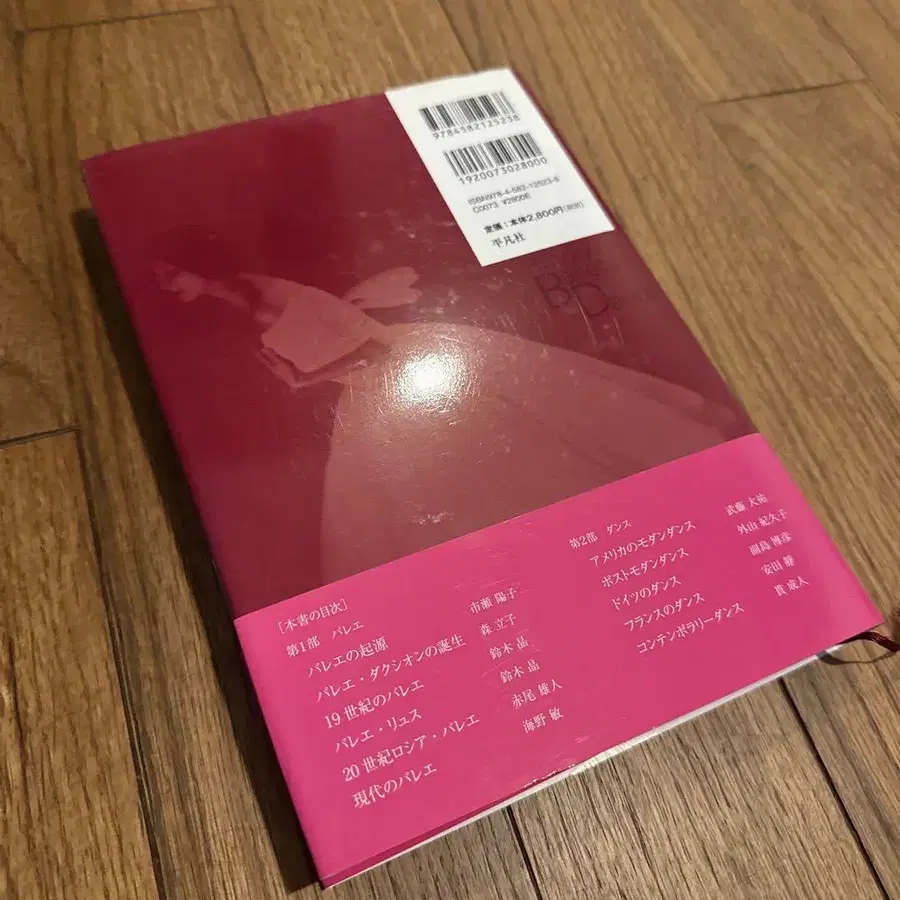 9784582125238
1920073028000
ISBN978-4-582-12523-8
C0073 ¥2800E
定価：本体2,800円(税別)
平凡社
［本書の目次］
第1部 バレエ
バレエの起源 市瀬 陽子
バレエ・ダクシオンの誕生 森 立子
19世紀のバレエ 鈴木 晶
バレエ・リュス 鈴木 晶
20世紀ロシア・バレエ 赤尾 雄人
現代のバレエ 海野 敏
第2部 ダンス
アメリカのモダンダンス 武藤 大祐
ポストモダンダンス 外山 紀久子
ドイツのダンス 副島 博彦
フランスのダンス 安田 静
コンテンポラリーダンス 貫 成人